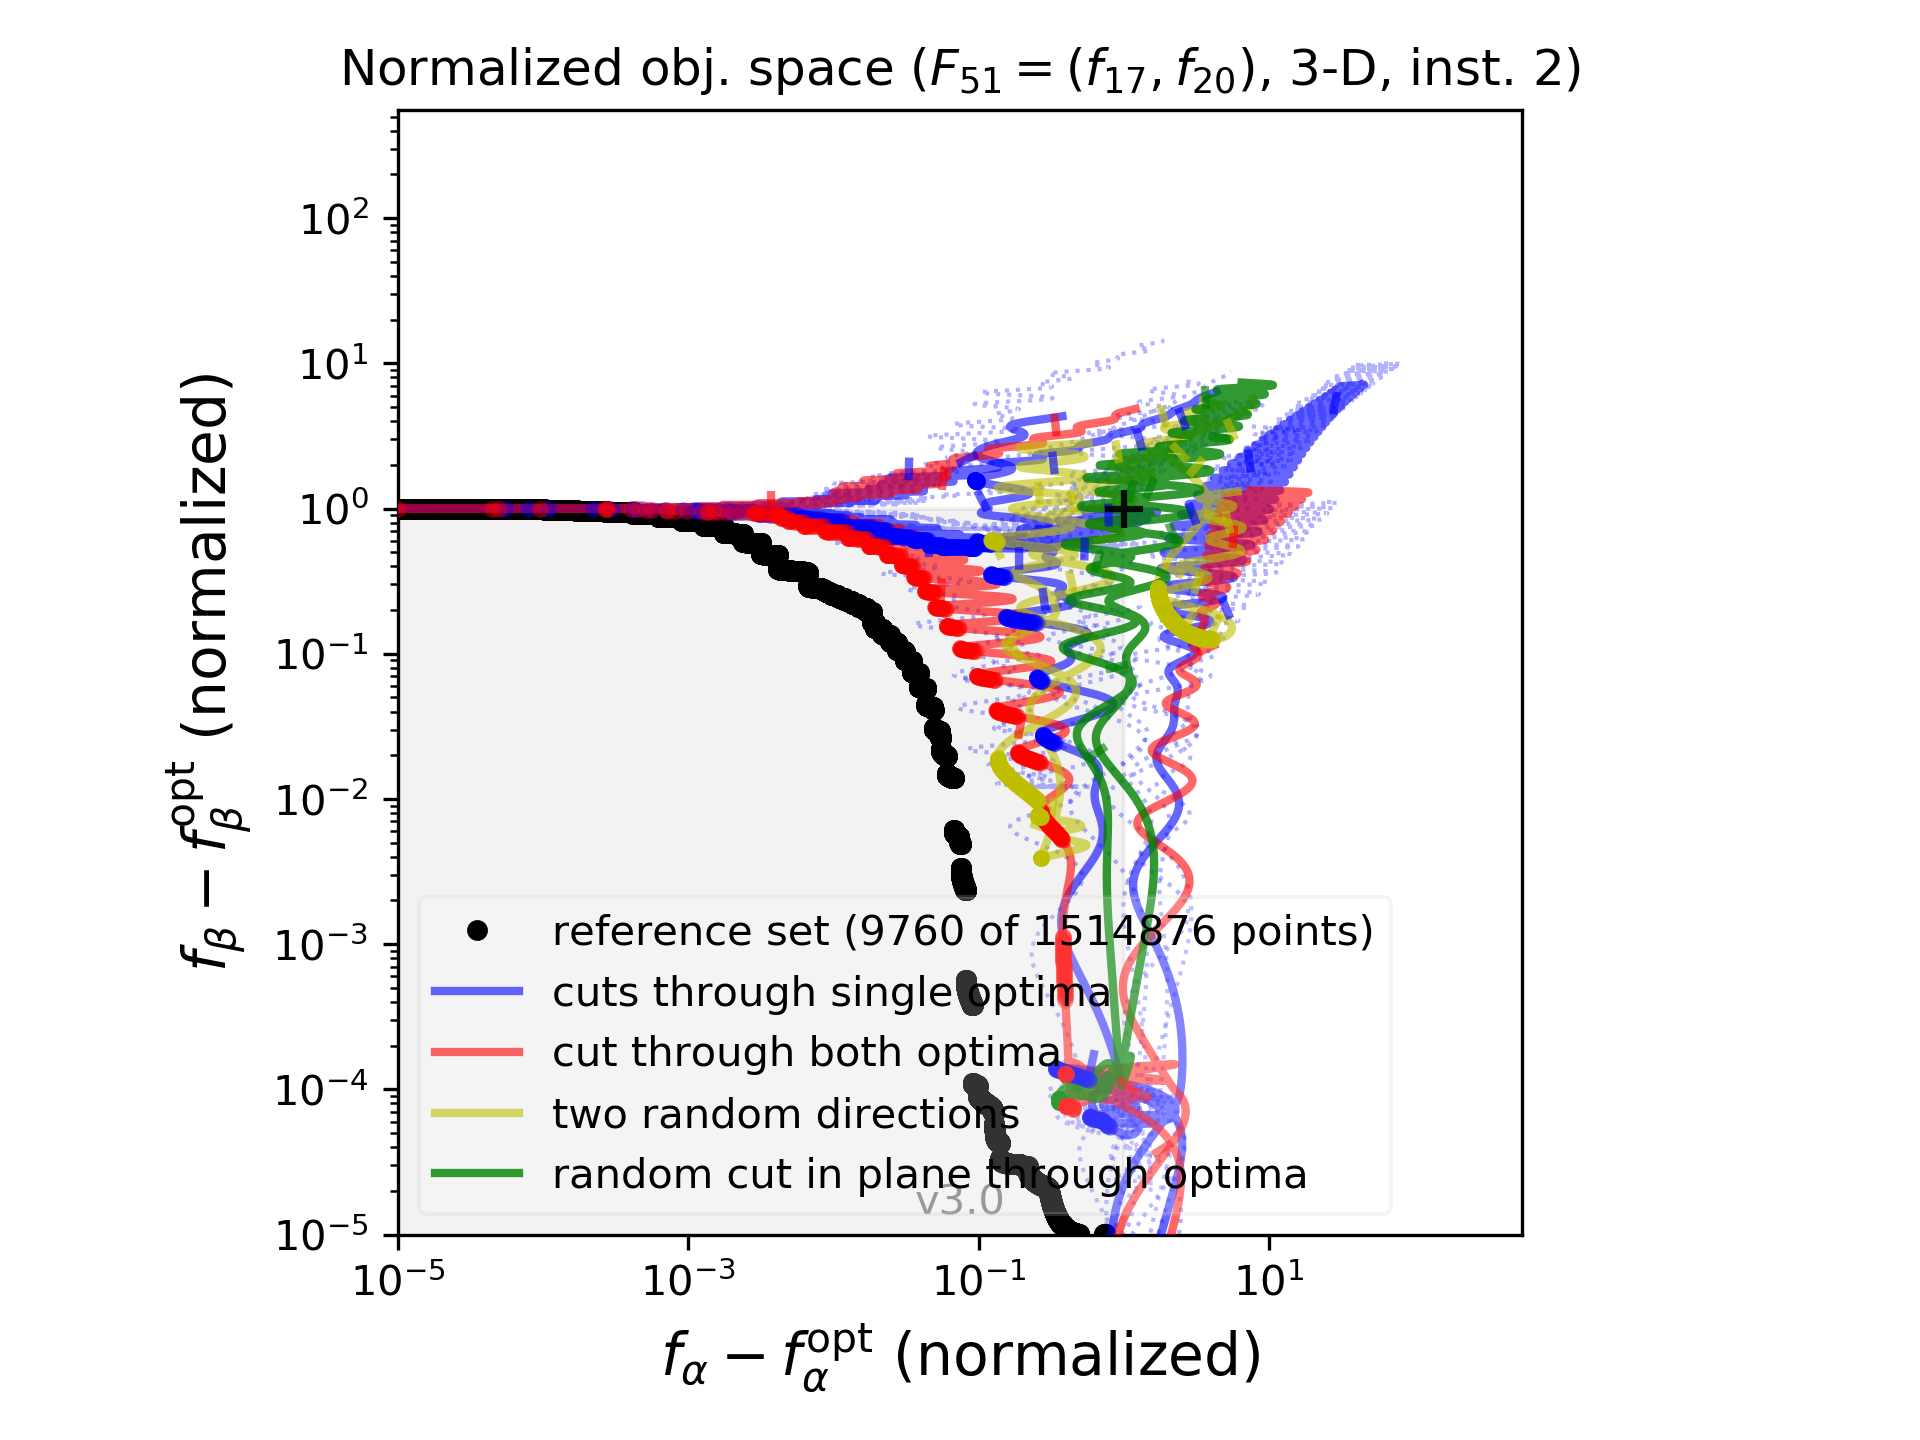 Normalized obj. space (F₅₁ = (f₁₇, f₂₀), 3-D, inst. 2)
f_β − f_β^opt (normalized)
10²
10¹
10⁰
10⁻¹
10⁻²
10⁻³
10⁻⁴
10⁻⁵
reference set (9760 of 1514876 points)
cuts through single optima
cut through both optima
two random directions
random cut in plane through optima
v3.0
10⁻⁵ 10⁻³ 10⁻¹ 10¹
f_α − f_α^opt (normalized)